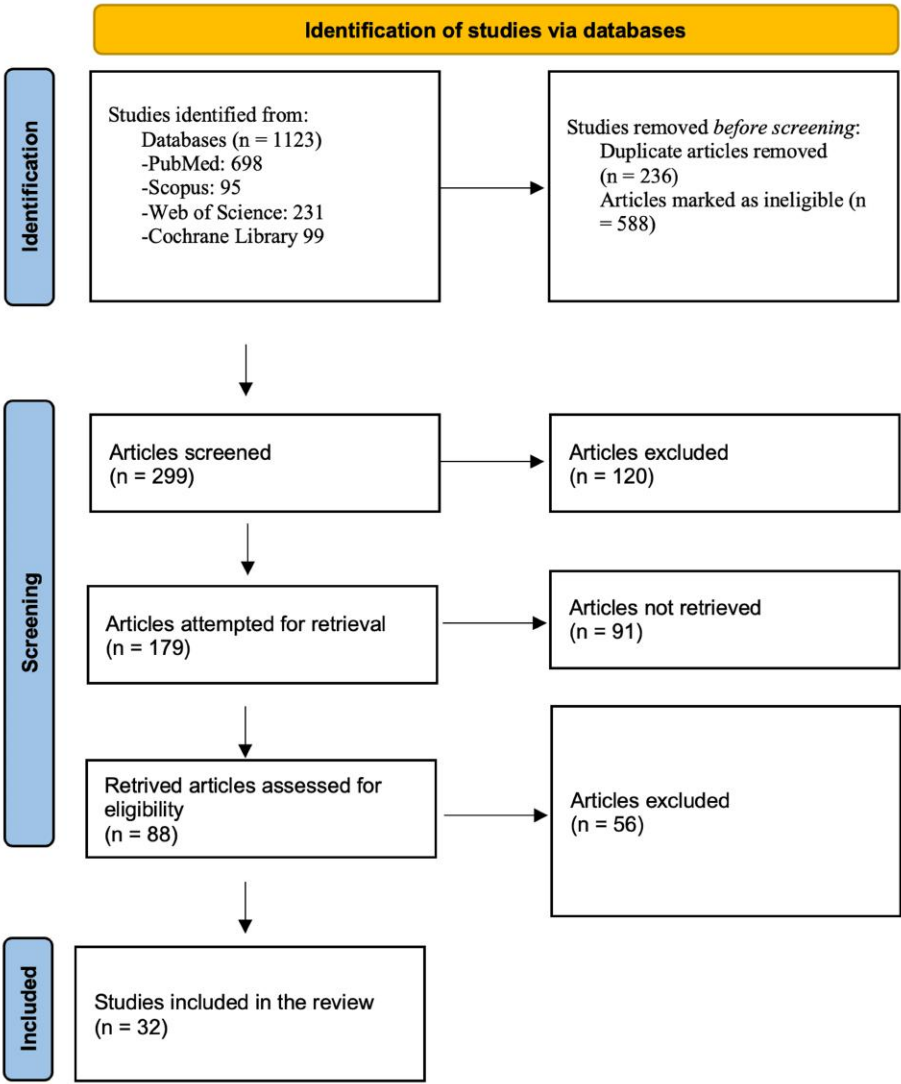 Identification of studies via databases
Identification
Studies identified from:
Databases (n = 1123)
-PubMed: 698
-Scopus: 95
-Web of Science: 231
-Cochrane Library 99
Studies removed before screening:
Duplicate articles removed
(n = 236)
Articles marked as ineligible (n
= 588)
Screening
Articles screened
(n = 299)
Articles excluded
(n = 120)
Articles attempted for retrieval
(n = 179)
Articles not retrieved
(n = 91)
Retrived articles assessed for
eligibility
(n = 88)
Articles excluded
(n = 56)
Included
Studies included in the review
(n = 32)